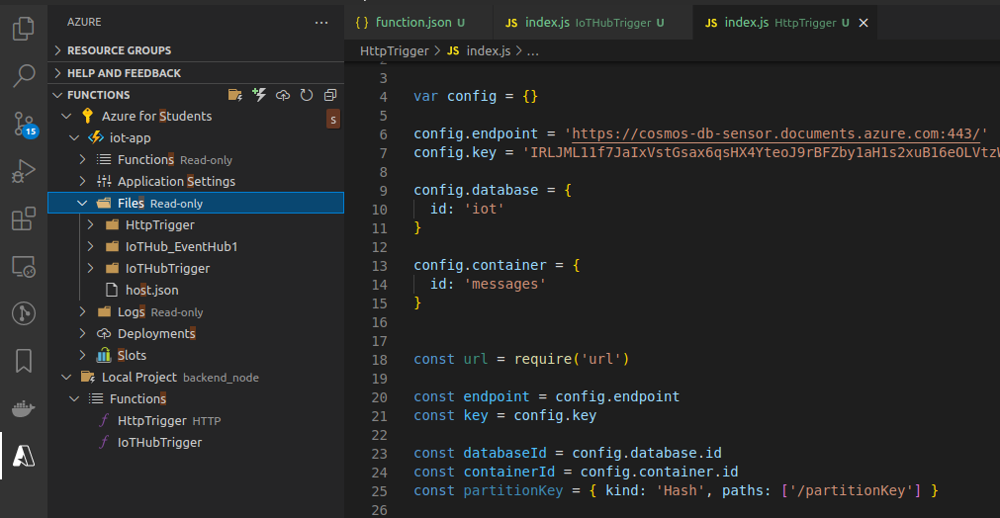 AZURE
RESOURCE GROUPS
HELP AND FEEDBACK
FUNCTIONS
Azure for Students
s
iot-app
Functions Read-only
Application Settings
Files Read-only
HttpTrigger
IoTHub_EventHub1
IoTHubTrigger
host.json
Logs Read-only
Deployments
Slots
Local Project backend_node
Functions
HttpTrigger HTTP
IoTHubTrigger
15
{ } function.json U
JS index.js IoTHubTrigger U
JS index.js HttpTrigger U
HttpTrigger > JS index.js > ...
2
3
4 var config = {}
5
6 config.endpoint = 'https://cosmos-db-sensor.documents.azure.com:443/'
7 config.key =
8
9 config.database = {
10 id: 'iot'
11 }
12
13 config.container = {
14 id: 'messages'
15 }
16
17
18 const url = require('url')
19
20 const endpoint = config.endpoint
21 const key = config.key
22
23 const databaseId = config.database.id
24 const containerId = config.container.id
25 const partitionKey = { kind: 'Hash', paths: ['/partitionKey'] }
26